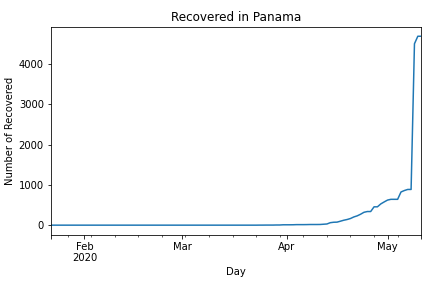 Recovered in Panama
Number of Recovered
4000
3000
2000
1000
0
Feb
2020
Mar
Apr
May
Day